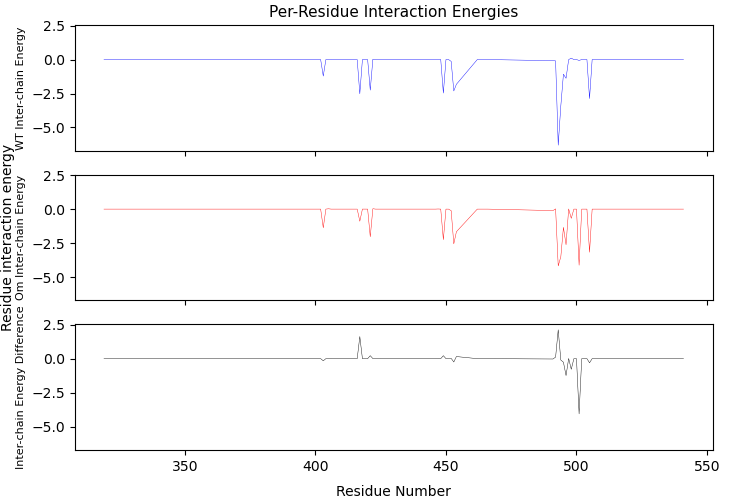 Per-Residue Interaction Energies
Residue interaction energy
WT Inter-chain Energy
2.5
0.0
−2.5
−5.0
Om Inter-chain Energy
2.5
0.0
−2.5
−5.0
Inter-chain Energy Difference
2.5
0.0
−2.5
−5.0
350 400 450 500 550
Residue Number